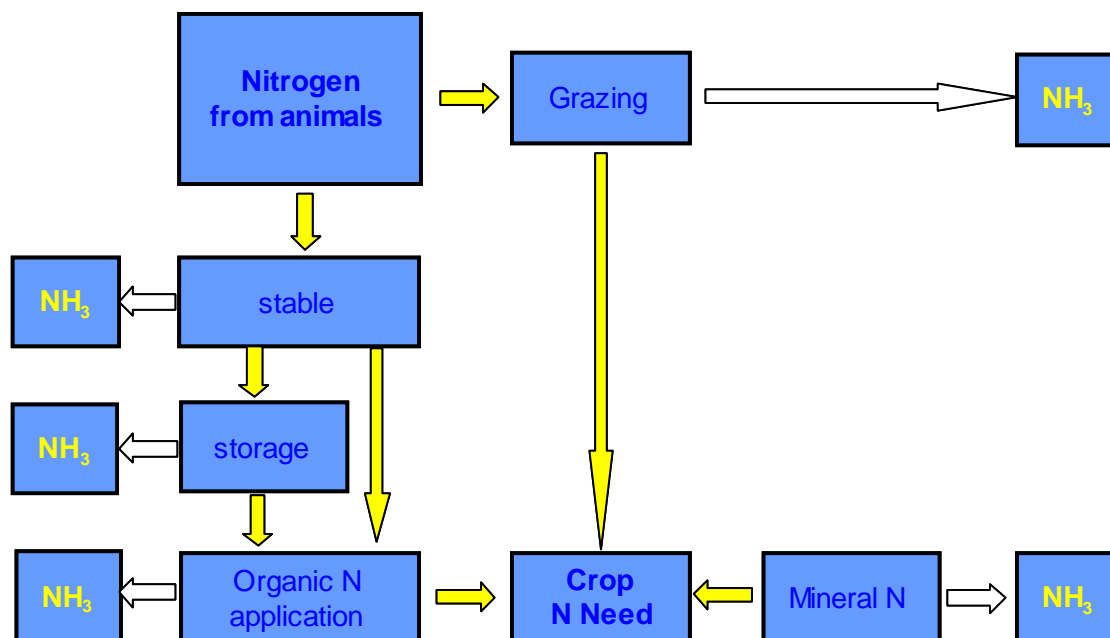 Nitrogen
from animals
Grazing
NH₃
NH₃
stable
NH₃
storage
NH₃
Organic N
application
Crop
N Need
Mineral N
NH₃